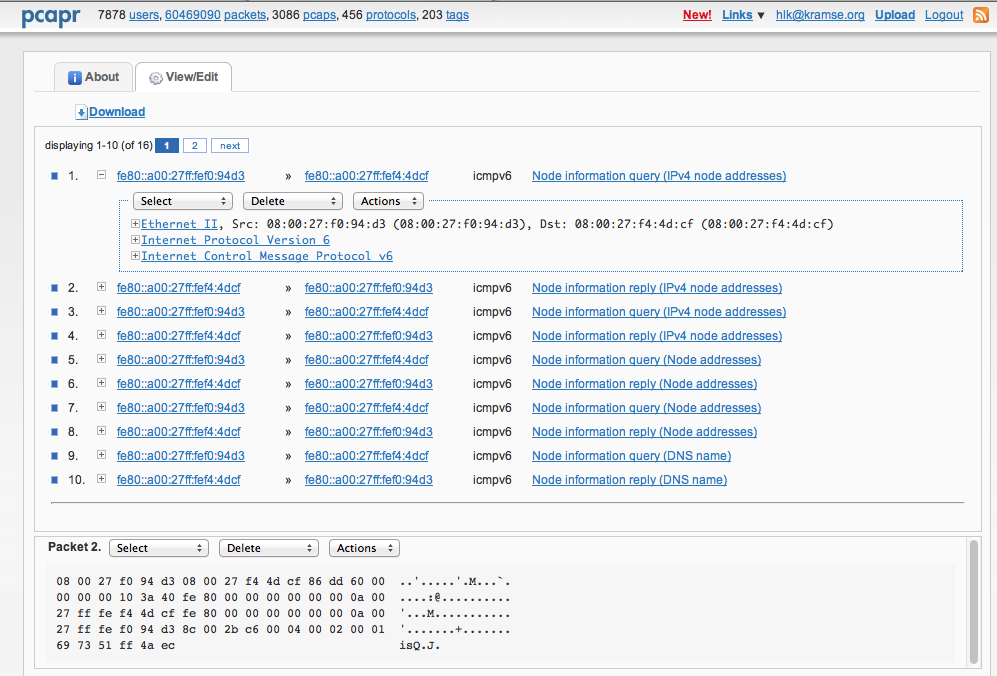 pcapr 7878 users, 60469090 packets, 3086 pcaps, 456 protocols, 203 tags New! Links ▼ hlk@kramse.org Upload Logout
About View/Edit
Download
displaying 1-10 (of 16) 1 2 next
1. fe80::a00:27ff:fef0:94d3 » fe80::a00:27ff:fef4:4dcf icmpv6 Node information query (IPv4 node addresses)
Select Delete Actions
Ethernet II, Src: 08:00:27:f0:94:d3 (08:00:27:f0:94:d3), Dst: 08:00:27:f4:4d:cf (08:00:27:f4:4d:cf)
Internet Protocol Version 6
Internet Control Message Protocol v6
2. fe80::a00:27ff:fef4:4dcf » fe80::a00:27ff:fef0:94d3 icmpv6 Node information reply (IPv4 node addresses)
3. fe80::a00:27ff:fef0:94d3 » fe80::a00:27ff:fef4:4dcf icmpv6 Node information query (IPv4 node addresses)
4. fe80::a00:27ff:fef4:4dcf » fe80::a00:27ff:fef0:94d3 icmpv6 Node information reply (IPv4 node addresses)
5. fe80::a00:27ff:fef0:94d3 » fe80::a00:27ff:fef4:4dcf icmpv6 Node information query (Node addresses)
6. fe80::a00:27ff:fef4:4dcf » fe80::a00:27ff:fef0:94d3 icmpv6 Node information reply (Node addresses)
7. fe80::a00:27ff:fef0:94d3 » fe80::a00:27ff:fef4:4dcf icmpv6 Node information query (Node addresses)
8. fe80::a00:27ff:fef4:4dcf » fe80::a00:27ff:fef0:94d3 icmpv6 Node information reply (Node addresses)
9. fe80::a00:27ff:fef0:94d3 » fe80::a00:27ff:fef4:4dcf icmpv6 Node information query (DNS name)
10. fe80::a00:27ff:fef4:4dcf » fe80::a00:27ff:fef0:94d3 icmpv6 Node information reply (DNS name)
Packet 2. Select Delete Actions
08 00 27 f0 94 d3 08 00 27 f4 4d cf 86 dd 60 00 ..'.....'.M...`.
00 00 00 10 3a 40 fe 80 00 00 00 00 00 00 0a 00 ....:@..........
27 ff fe f4 4d cf fe 80 00 00 00 00 00 00 0a 00 '...M...........
27 ff fe f0 94 d3 8c 00 2b c6 00 04 00 02 00 01 '.......+.......
69 73 51 ff 4a ec isQ.J.